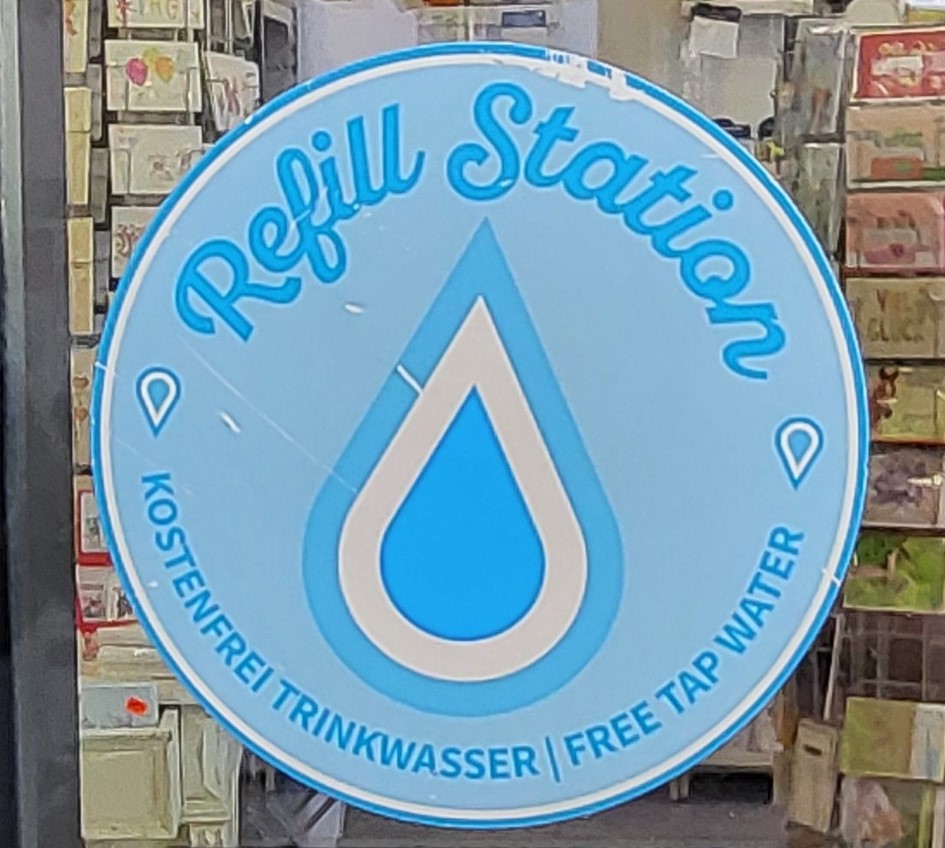 Refill Station
KOSTENFREI TRINKWASSER | FREE TAP WATER